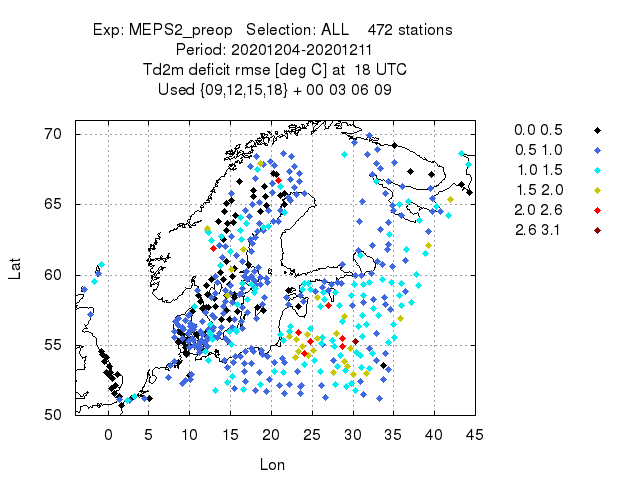 Exp: MEPS2_preop   Selection: ALL    472 stations
Period: 20201204-20201211
Td2m deficit rmse [deg C] at  18 UTC
Used {09,12,15,18} + 00 03 06 09
0.0 0.5
0.5 1.0
1.0 1.5
1.5 2.0
2.0 2.6
2.6 3.1
Lat
70
65
60
55
50
0 5 10 15 20 25 30 35 40 45
Lon